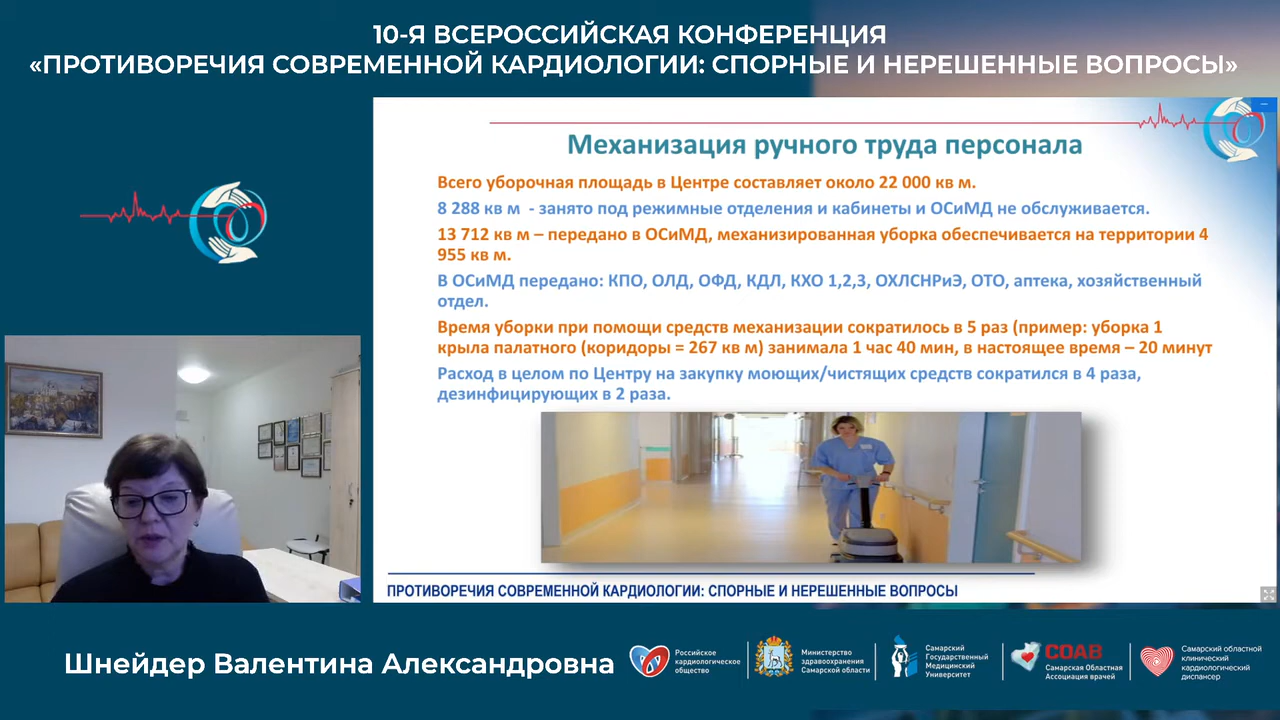 10-Я ВСЕРОССИЙСКАЯ КОНФЕРЕНЦИЯ
«ПРОТИВОРЕЧИЯ СОВРЕМЕННОЙ КАРДИОЛОГИИ: СПОРНЫЕ И НЕРЕШЕННЫЕ ВОПРОСЫ»
Механизация ручного труда персонала
Всего уборочная площадь в Центре составляет около 22 000 кв м.
8 288 кв м - занято под режимные отделения и кабинеты и ОСиМД не обслуживается.
13 712 кв м – передано в ОСиМД, механизированная уборка обеспечивается на территории 4
955 кв м.
В ОСиМД передано: КПО, ОЛД, ОФД, КДЛ, КХО 1,2,3, ОХЛСНРиЭ, ОТО, аптека, хозяйственный
отдел.
Время уборки при помощи средств механизации сократилось в 5 раз (пример: уборка 1
крыла палатного (коридоры = 267 кв м) занимала 1 час 40 мин, в настоящее время – 20 минут
Расход в целом по Центру на закупку моющих/чистящих средств сократился в 4 раза,
дезинфицирующих в 2 раза.
ПРОТИВОРЕЧИЯ СОВРЕМЕННОЙ КАРДИОЛОГИИ: СПОРНЫЕ И НЕРЕШЕННЫЕ ВОПРОСЫ
Шнейдер Валентина Александровна
Российское
кардиологическое
общество
Министерство
здравоохранения
Самарской области
Самарский
Государственный
Медицинский
Университет
СОАВ
Самарская Областная
Ассоциация врачей
Самарский областной
клинический
кардиологический
диспансер